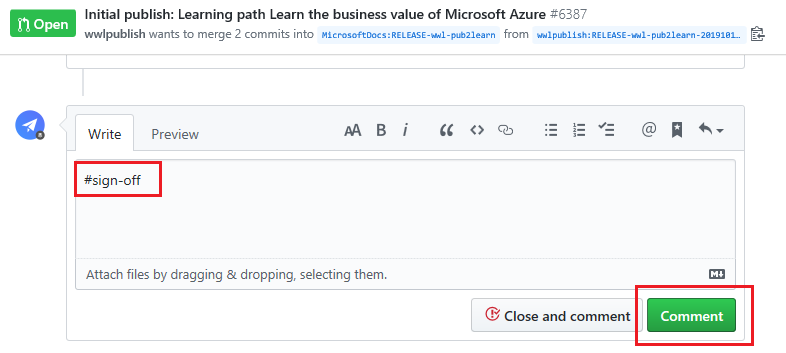 Open
Initial publish: Learning path Learn the business value of Microsoft Azure #6387
wwlpublish wants to merge 2 commits into MicrosoftDocs:RELEASE-wwl-pub2learn from wwlpublish:RELEASE-wwl-pub2learn-2019101…
Write Preview AA B i @
#sign-off
Attach files by dragging & dropping, selecting them.
Close and comment
Comment